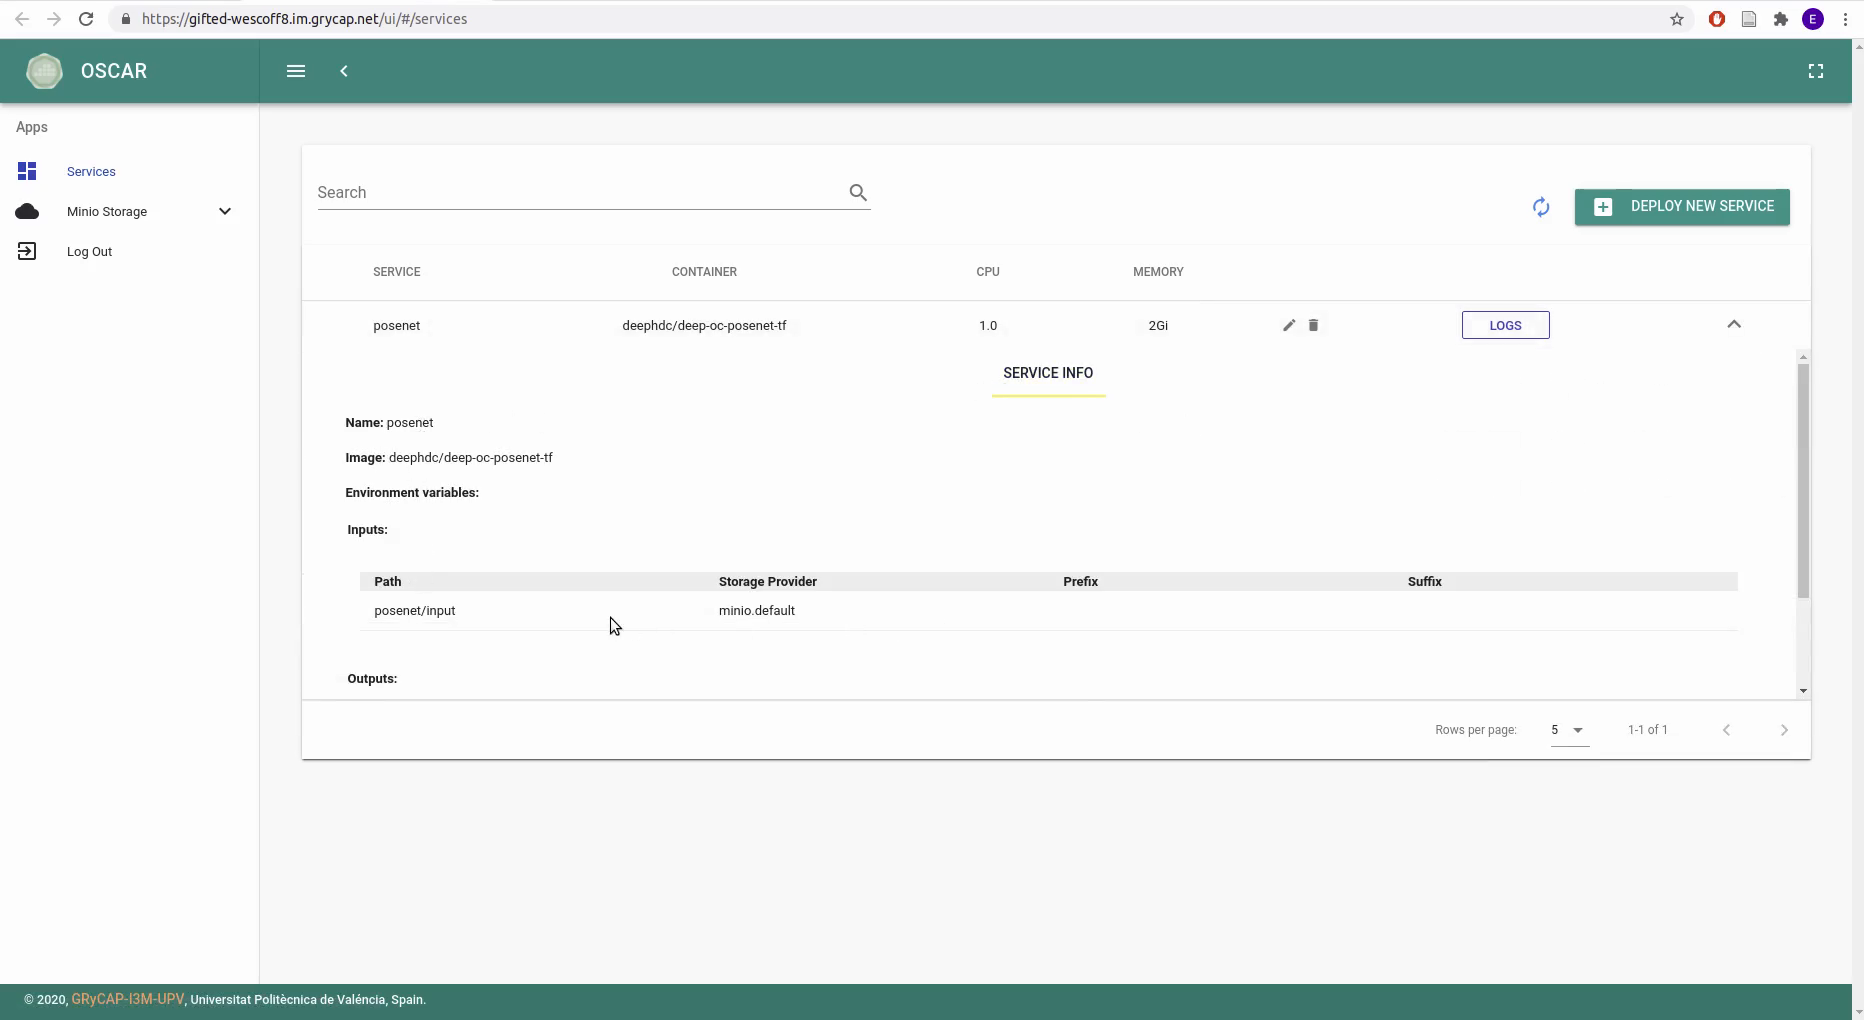 https://gifted-wescoff8.im.grycap.net/ui/#/services
E
OSCAR
Apps
Services
Minio Storage
Log Out
Search
DEPLOY NEW SERVICE
SERVICE CONTAINER CPU MEMORY
posenet deephdc/deep-oc-posenet-tf 1.0 2Gi LOGS
SERVICE INFO
Name: posenet
Image: deephdc/deep-oc-posenet-tf
Environment variables:
Inputs:
Path Storage Provider Prefix Suffix
posenet/input minio.default
Outputs:
Rows per page: 5 1-1 of 1
© 2020, GRyCAP-I3M-UPV, Universitat Politècnica de Valéncia, Spain.